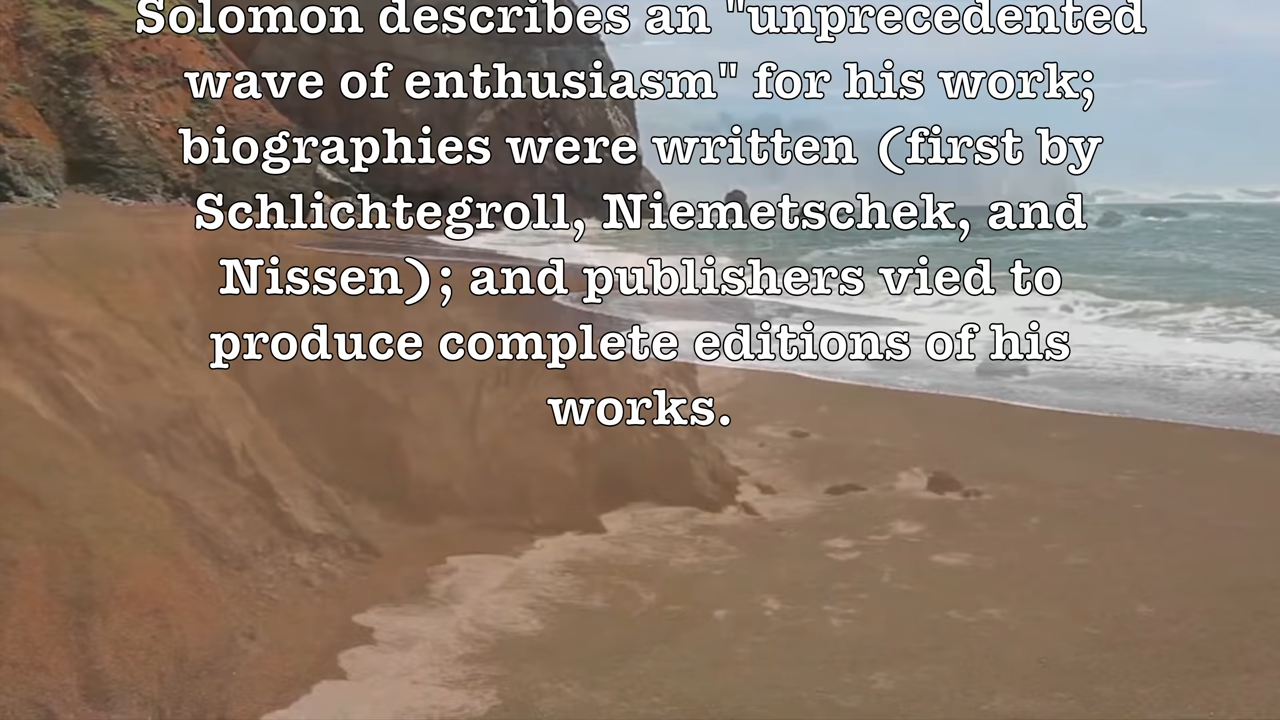 Solomon describes an "unprecedented
wave of enthusiasm" for his work;
biographies were written (first by
Schlichtegroll, Niemetschek, and
Nissen); and publishers vied to
produce complete editions of his
works.